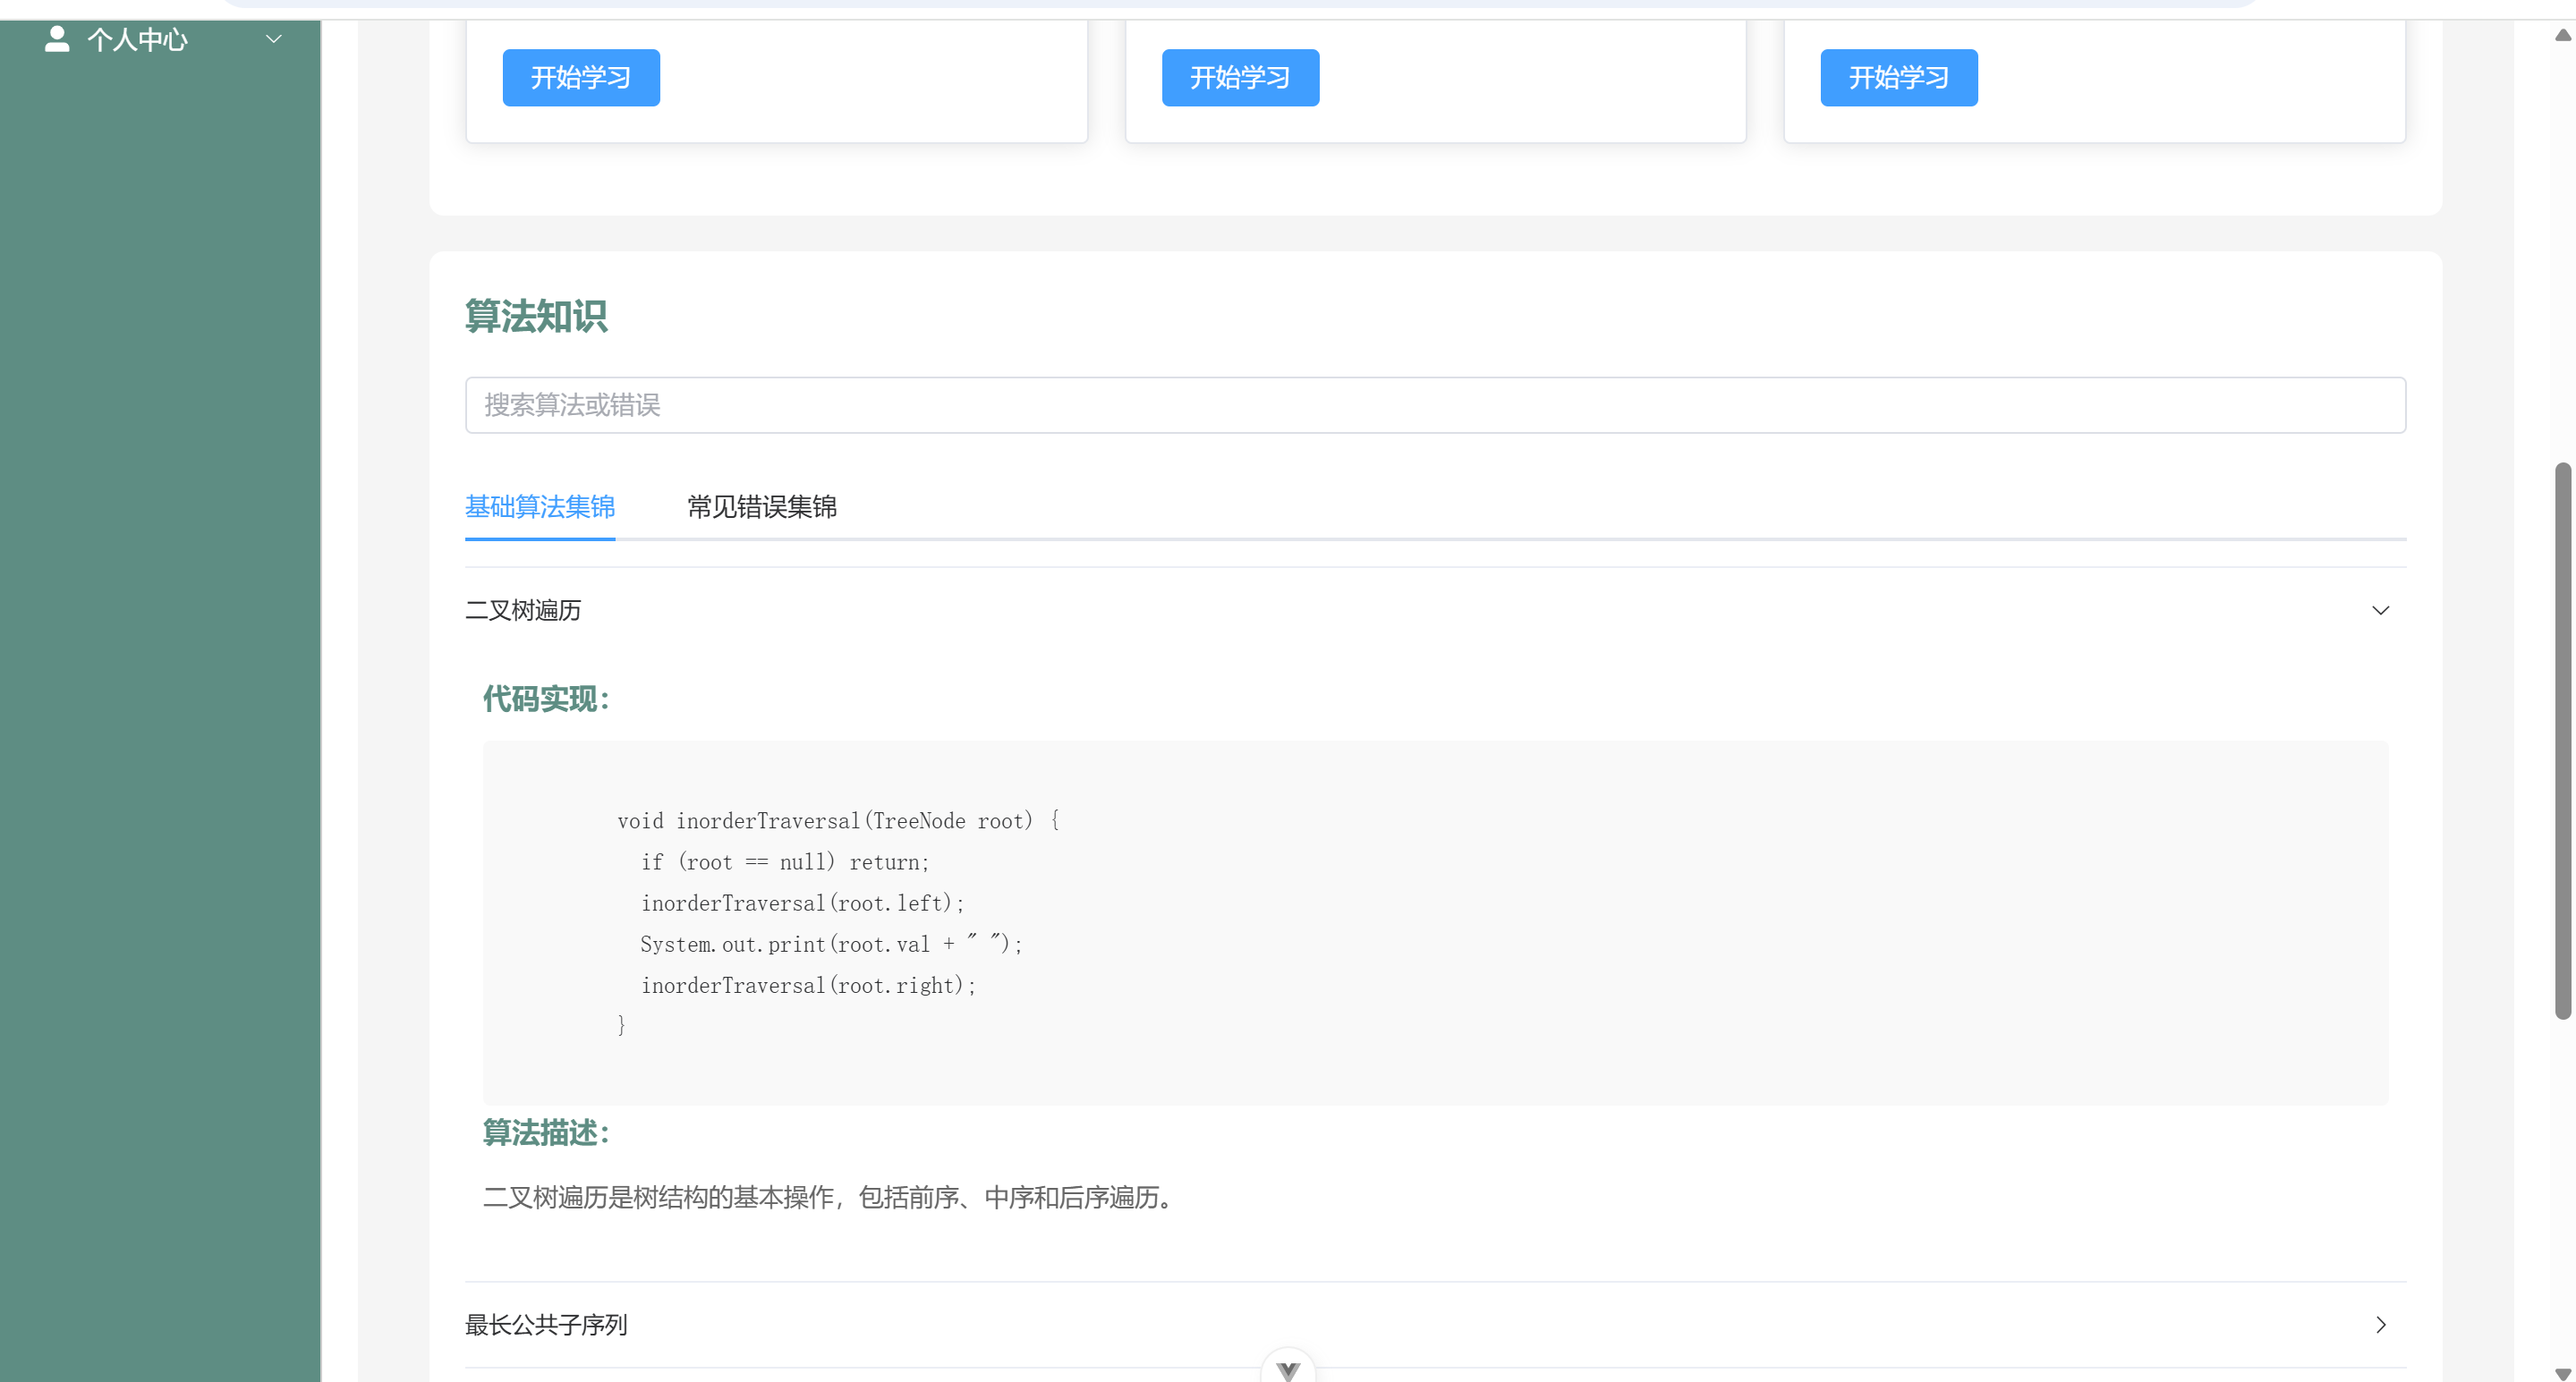 个人中心
开始学习 开始学习 开始学习
算法知识
搜索算法或错误
基础算法集锦 常见错误集锦
二叉树遍历
代码实现：
void inorderTraversal(TreeNode root) {
if (root == null) return;
inorderTraversal(root.left);
System.out.print(root.val + " ");
inorderTraversal(root.right);
}
算法描述：
二叉树遍历是树结构的基本操作，包括前序、中序和后序遍历。
最长公共子序列